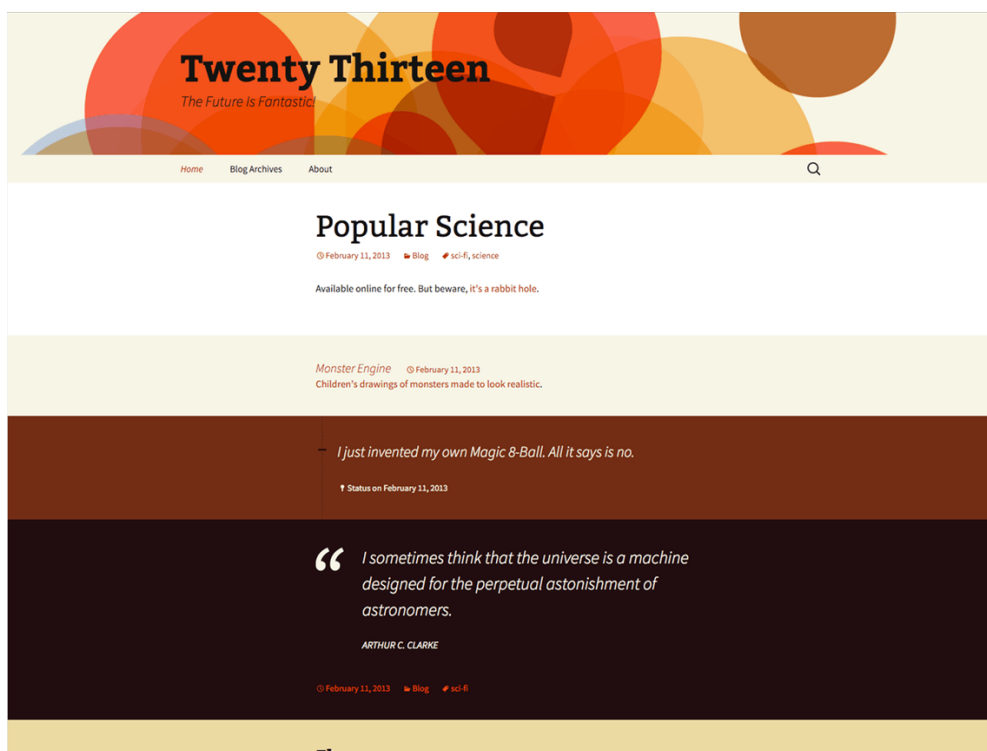 Twenty Thirteen
The Future Is Fantastic!
Home Blog Archives About
Popular Science
February 11, 2013 Blog sci-fi, science
Available online for free. But beware, it's a rabbit hole.
Monster Engine February 11, 2013
Children's drawings of monsters made to look realistic.
I just invented my own Magic 8-Ball. All it says is no.
Status on February 11, 2013
“ I sometimes think that the universe is a machine
designed for the perpetual astonishment of
astronomers.
ARTHUR C. CLARKE
February 11, 2013 Blog sci-fi